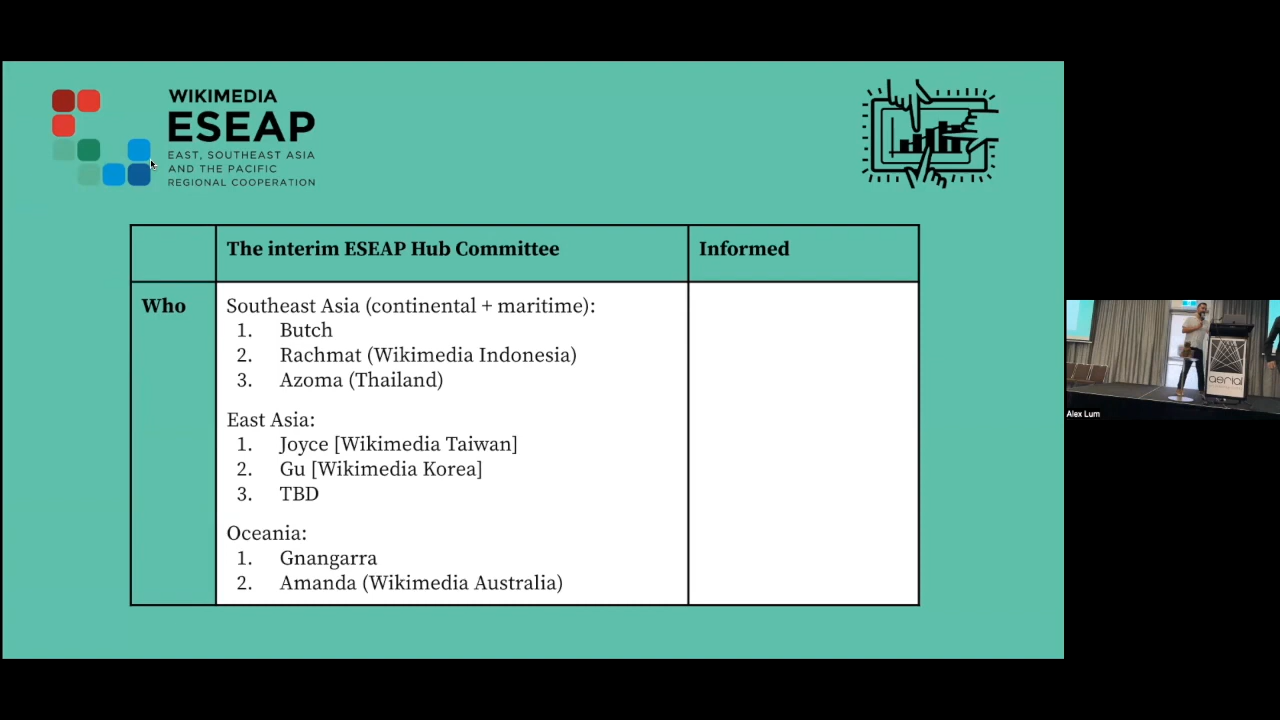 WIKIMEDIA
ESEAP
EAST, SOUTHEAST ASIA
AND THE PACIFIC
REGIONAL COOPERATION
The interim ESEAP Hub Committee
Informed
Who
Southeast Asia (continental + maritime):
1. Butch
2. Rachmat (Wikimedia Indonesia)
3. Azoma (Thailand)
East Asia:
1. Joyce [Wikimedia Taiwan]
2. Gu [Wikimedia Korea]
3. TBD
Oceania:
1. Gnangarra
2. Amanda (Wikimedia Australia)
aerial
Alex Lum